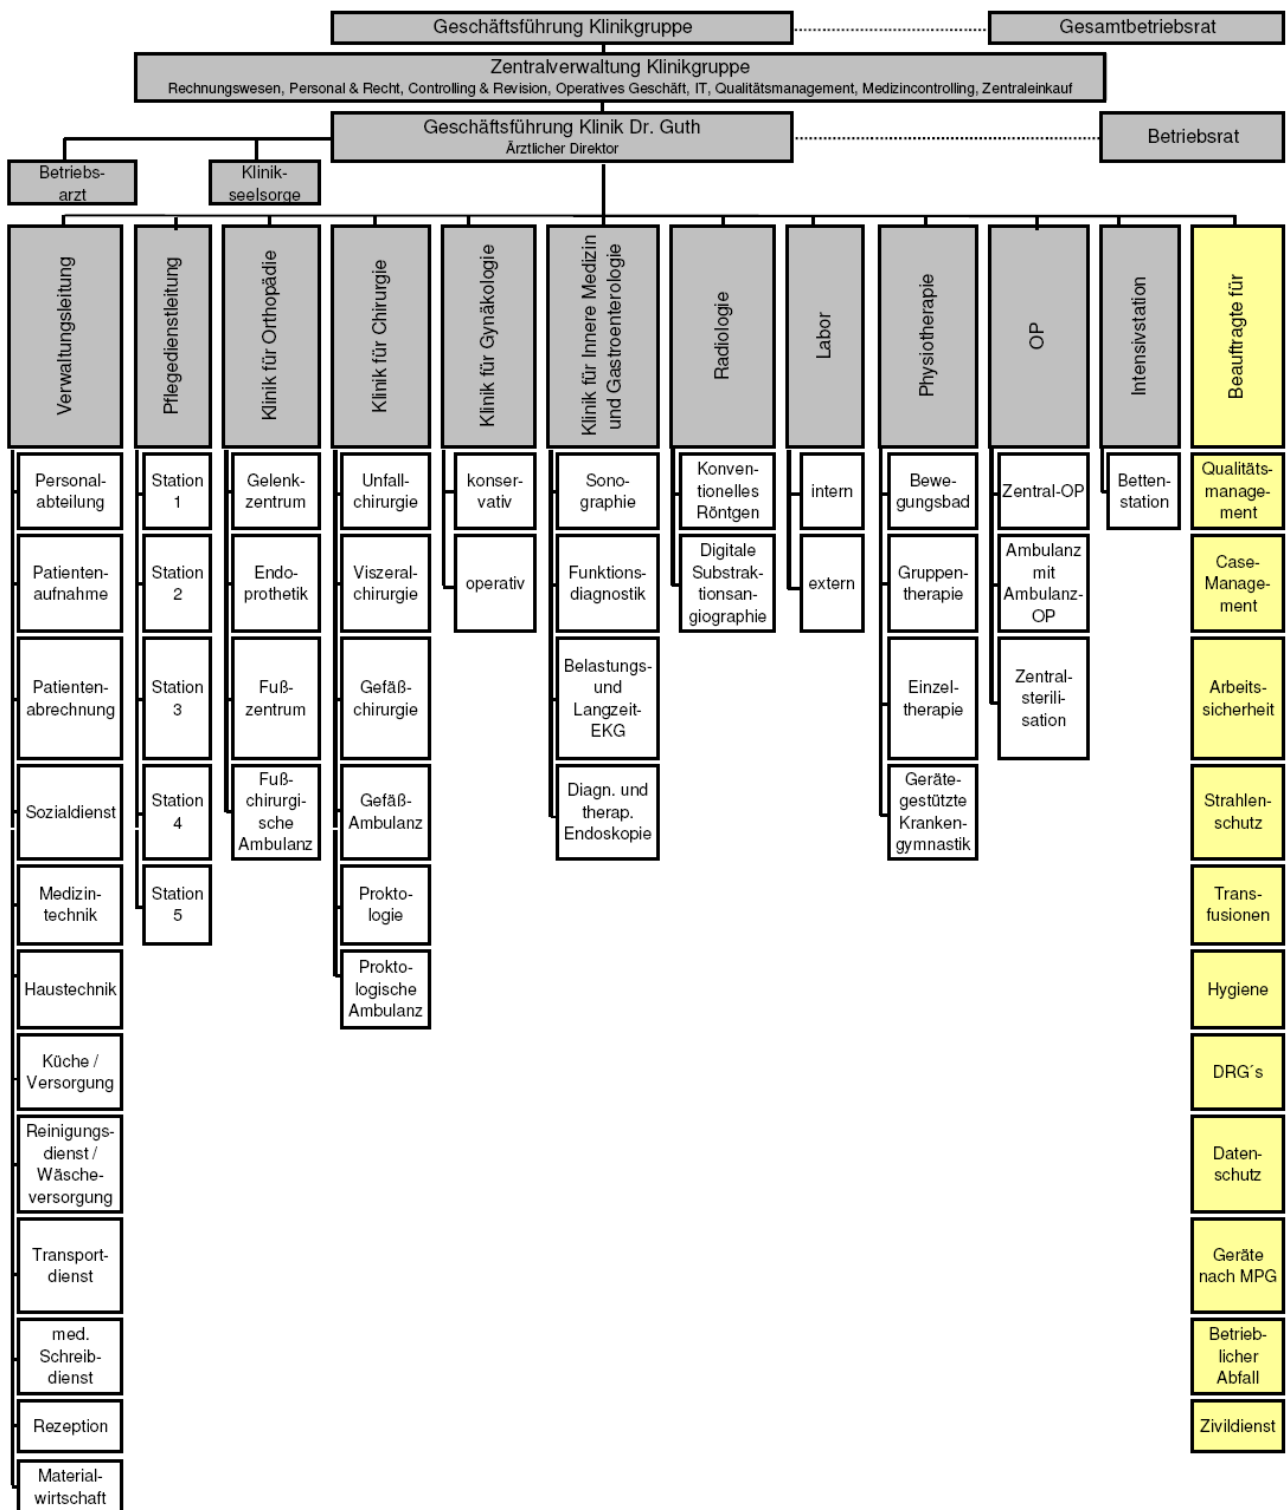 Geschäftsführung Klinikgruppe
Gesamtbetriebsrat
Zentralverwaltung Klinikgruppe
Rechnungswesen, Personal & Recht, Controlling & Revision, Operatives Geschäft, IT, Qualitätsmanagement, Medizincontrolling, Zentraleinkauf
Geschäftsführung Klinik Dr. Guth
Ärztlicher Direktor
Betriebsrat
Betriebs-
arzt
Klinik-
seelsorge
Verwaltungsleitung
Personal-
abteilung
Patienten-
aufnahme
Patienten-
abrechnung
Sozialdienst
Medizin-
technik
Haustechnik
Küche /
Versorgung
Reinigungs-
dienst /
Wäsche-
versorgung
Transport-
dienst
med.
Schreib-
dienst
Rezeption
Material-
wirtschaft
Pflegedienstleitung
Station
1
Station
2
Station
3
Station
4
Station
5
Klinik für Orthopädie
Gelenk-
zentrum
Endo-
prothetik
Fuß-
zentrum
Fuß-
chirurgi-
sche
Ambulanz
Klinik für Chirurgie
Unfall-
chirurgie
Viszeral-
chirurgie
Gefäß-
chirurgie
Gefäß-
Ambulanz
Prokto-
logie
Prokto-
logische
Ambulanz
Klinik für Gynäkologie
konser-
vativ
operativ
Klinik für Innere Medizin
und Gastroenterologie
Sono-
graphie
Funktions-
diagnostik
Belastungs-
und
Langzeit-
EKG
Diagn. und
therap.
Endoskopie
Radiologie
Konven-
tionelles
Röntgen
Digitale
Substrak-
tionsan-
giographie
Labor
intern
extern
Physiotherapie
Bewe-
gungsbad
Gruppen-
therapie
Einzel-
therapie
Geräte-
gestützte
Kranken-
gymnastik
OP
Zentral-OP
Ambulanz
mit
Ambulanz-
OP
Zentral-
sterili-
sation
Intensivstation
Betten-
station
Beauftragte für
Qualitäts-
manage-
ment
Case-
Manage-
ment
Arbeits-
sicherheit
Strahlen-
schutz
Trans-
fusionen
Hygiene
DRG´s
Daten-
schutz
Geräte
nach MPG
Betrieb-
licher
Abfall
Zivildienst